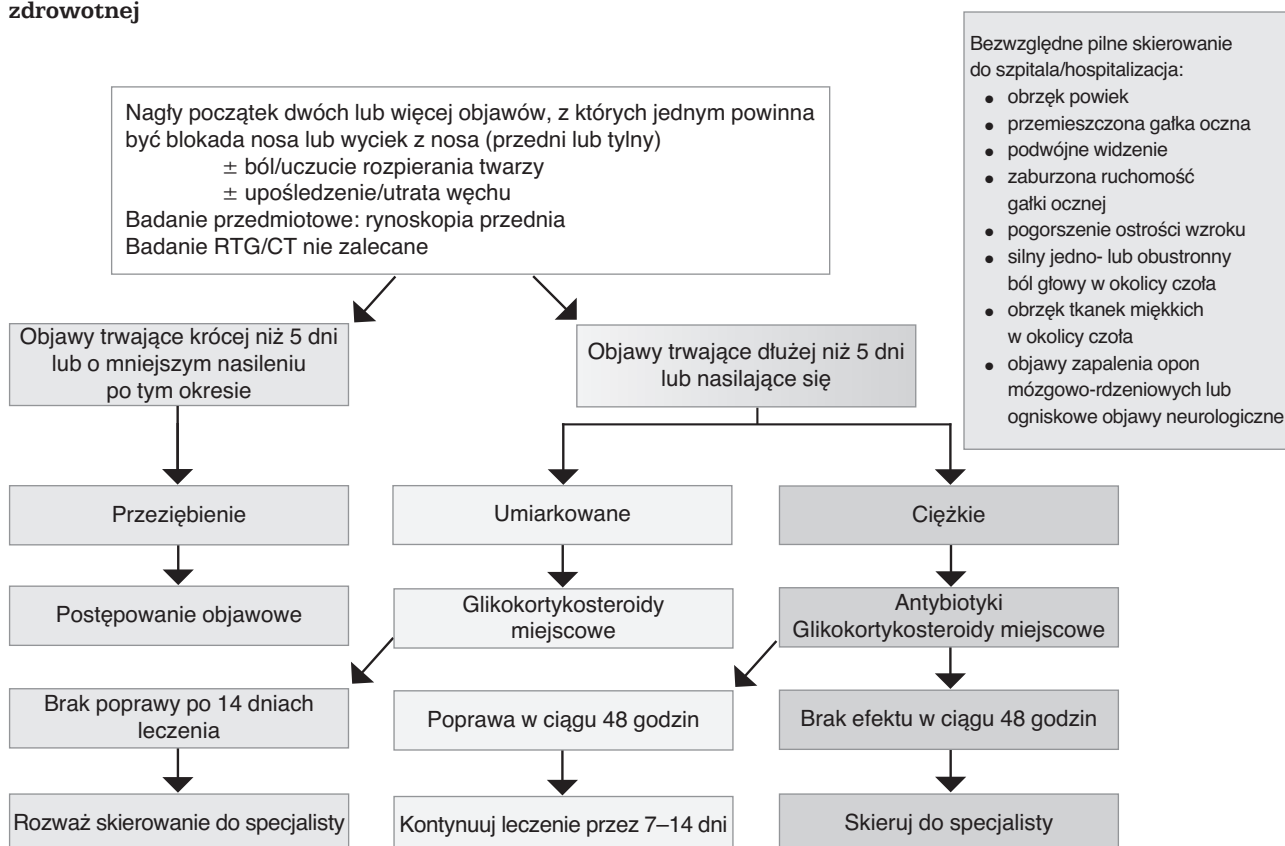 zdrowotnej
Nagły początek dwóch lub więcej objawów, z których jednym powinna
być blokada nosa lub wyciek z nosa (przedni lub tylny)
± ból/uczucie rozpierania twarzy
± upośledzenie/utrata węchu
Badanie przedmiotowe: rynoskopia przednia
Badanie RTG/CT nie zalecane
Bezwzględne pilne skierowanie
do szpitala/hospitalizacja:
● obrzęk powiek
● przemieszczona gałka oczna
● podwójne widzenie
● zaburzona ruchomość
gałki ocznej
● pogorszenie ostrości wzroku
● silny jedno- lub obustronny
ból głowy w okolicy czoła
● obrzęk tkanek miękkich
w okolicy czoła
● objawy zapalenia opon
mózgowo-rdzeniowych lub
ogniskowe objawy neurologiczne
Objawy trwające krócej niż 5 dni
lub o mniejszym nasileniu
po tym okresie
Objawy trwające dłużej niż 5 dni
lub nasilające się
Przeziębienie
Umiarkowane
Ciężkie
Postępowanie objawowe
Glikokortykosteroidy
miejscowe
Antybiotyki
Glikokortykosteroidy miejscowe
Brak poprawy po 14 dniach
leczenia
Poprawa w ciągu 48 godzin
Brak efektu w ciągu 48 godzin
Rozważ skierowanie do specjalisty
Kontynuuj leczenie przez 7–14 dni
Skieruj do specjalisty